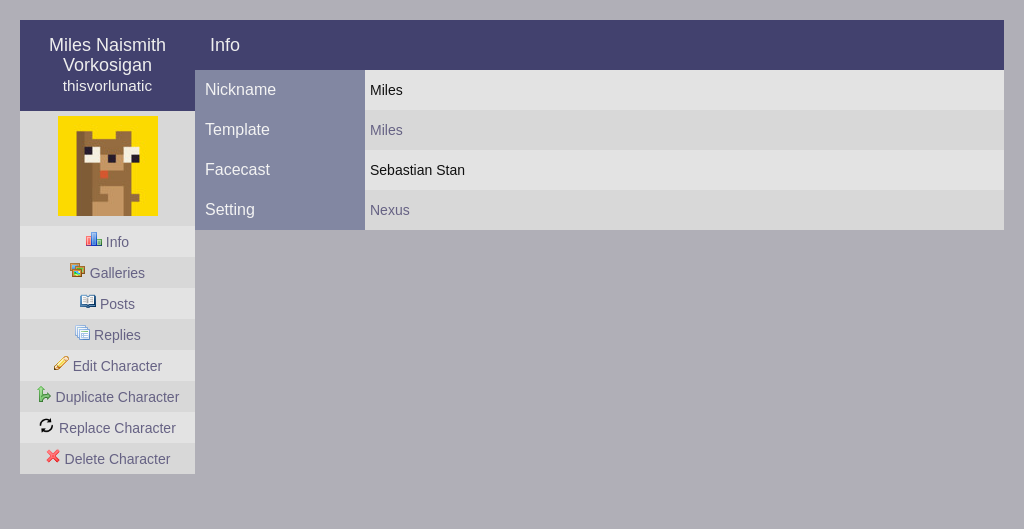 Miles Naismith
Vorkosigan
thisvorlunatic
Info
Galleries
Posts
Replies
Edit Character
Duplicate Character
Replace Character
Delete Character
Info
Nickname Miles
Template Miles
Facecast Sebastian Stan
Setting Nexus